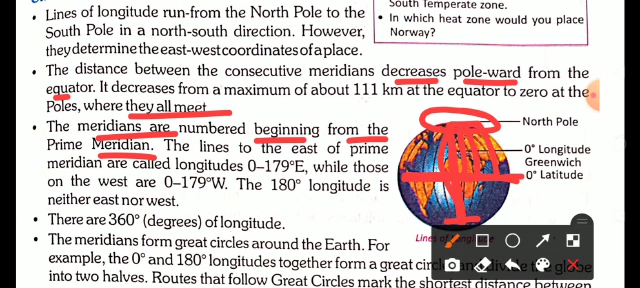 South Temperate zone.
• In which heat zone would you place
Norway?
• Lines of longitude run-from the North Pole to the
South Pole in a north-south direction. However,
they determine the east-west coordinates of a place.
• The distance between the consecutive meridians decreases pole-ward from the
equator. It decreases from a maximum of about 111 km at the equator to zero at the
Poles, where they all meet
• The meridians are numbered beginning from the
Prime Meridian. The lines to the east of prime
meridian are called longitudes 0–179°E, while those
on the west are 0–179°W. The 180° longitude is
neither east nor west.
• There are 360° (degrees) of longitude.
• The meridians form great circles around the Earth. For
example, the 0° and 180° longitudes together form a great circle and divide the globe
into two halves. Routes that follow Great Circles mark the shortest distance between
North Pole
0° Longitude
Greenwich
0° Latitude
Lines of